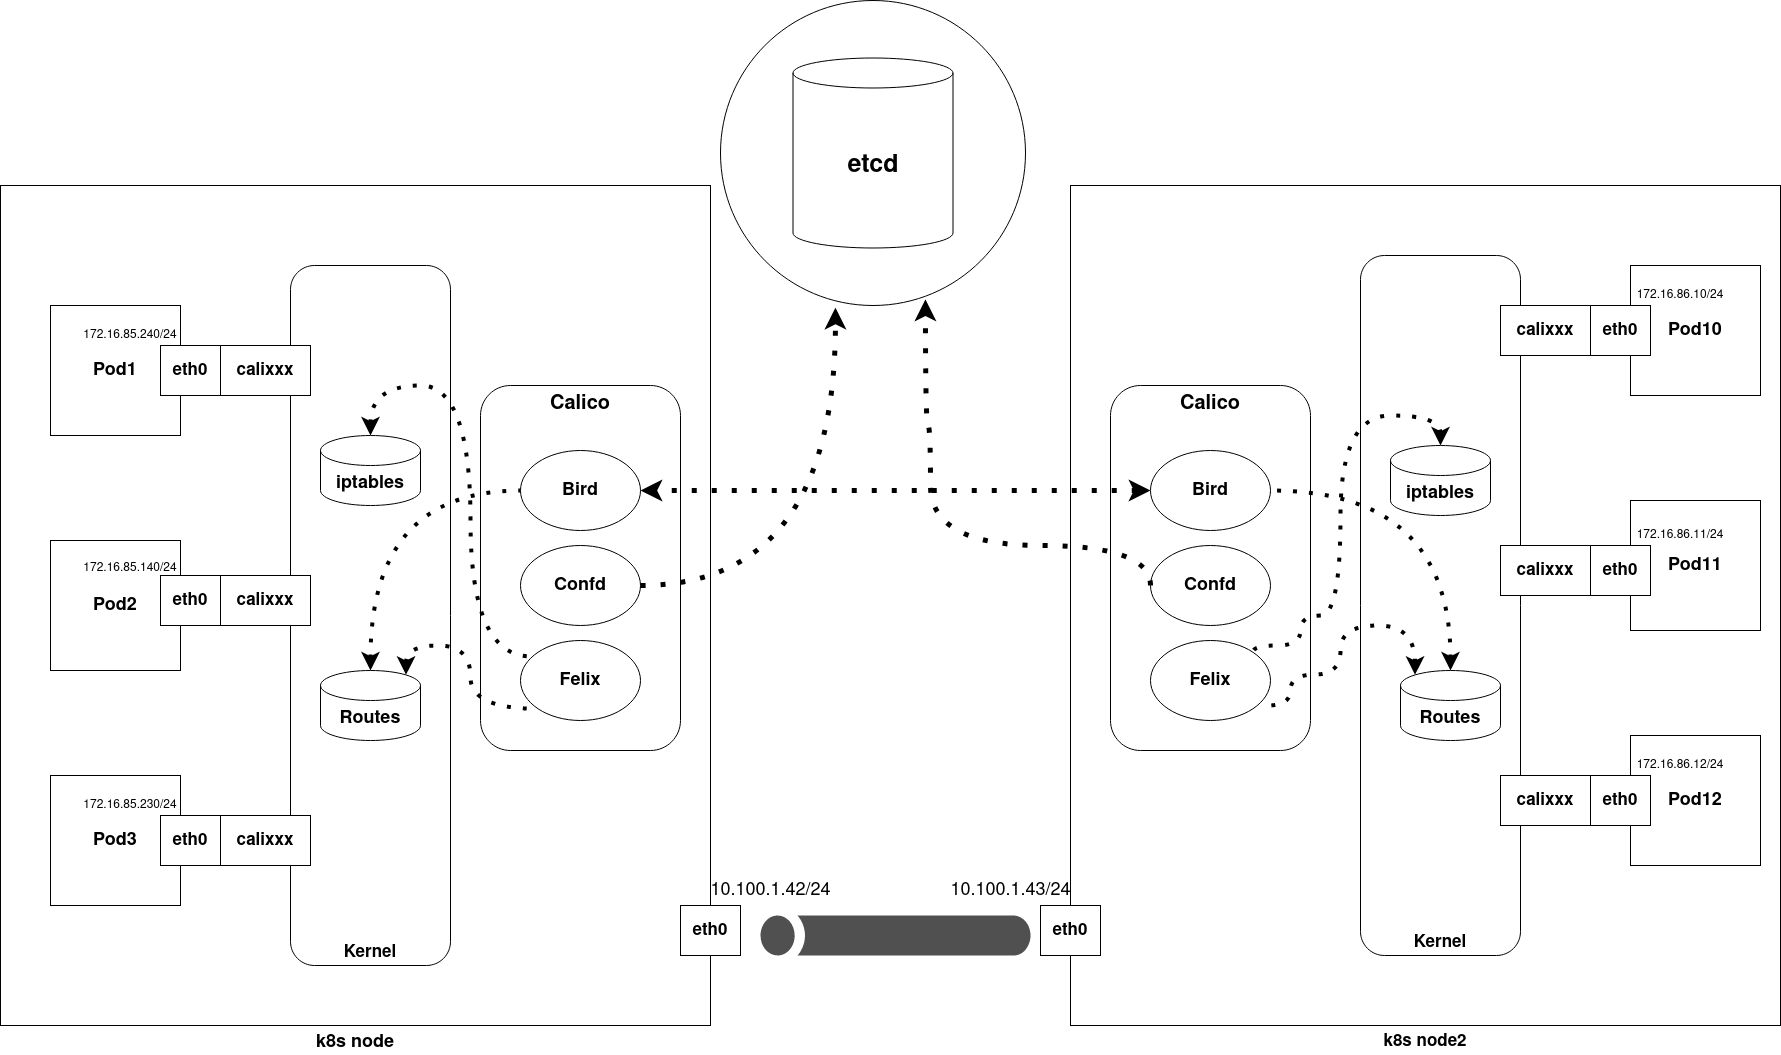 etcd
172.16.85.240/24
Pod1
eth0
calixxx
iptables
172.16.85.140/24
Pod2
eth0
calixxx
Routes
172.16.85.230/24
Pod3
eth0
calixxx
Kernel
Calico
Bird
Confd
Felix
10.100.1.42/24
eth0
k8s node
10.100.1.43/24
eth0
Calico
Bird
Confd
Felix
iptables
Routes
Kernel
172.16.86.10/24
calixxx
eth0
Pod10
172.16.86.11/24
calixxx
eth0
Pod11
172.16.86.12/24
calixxx
eth0
Pod12
k8s node2